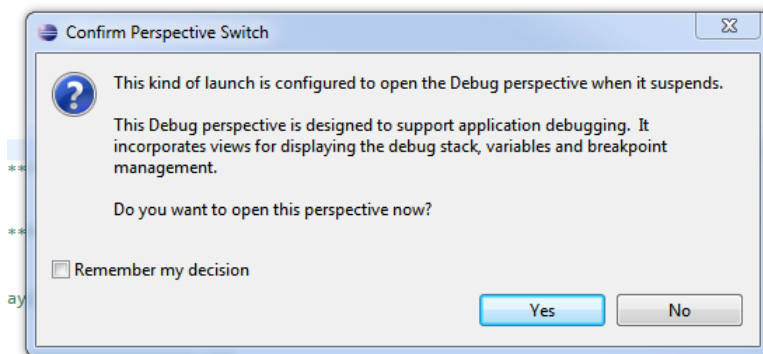 Confirm Perspective Switch
This kind of launch is configured to open the Debug perspective when it suspends.
This Debug perspective is designed to support application debugging. It
incorporates views for displaying the debug stack, variables and breakpoint
management.
**
Do you want to open this perspective now?
**
Remember my decision
ay
Yes
No